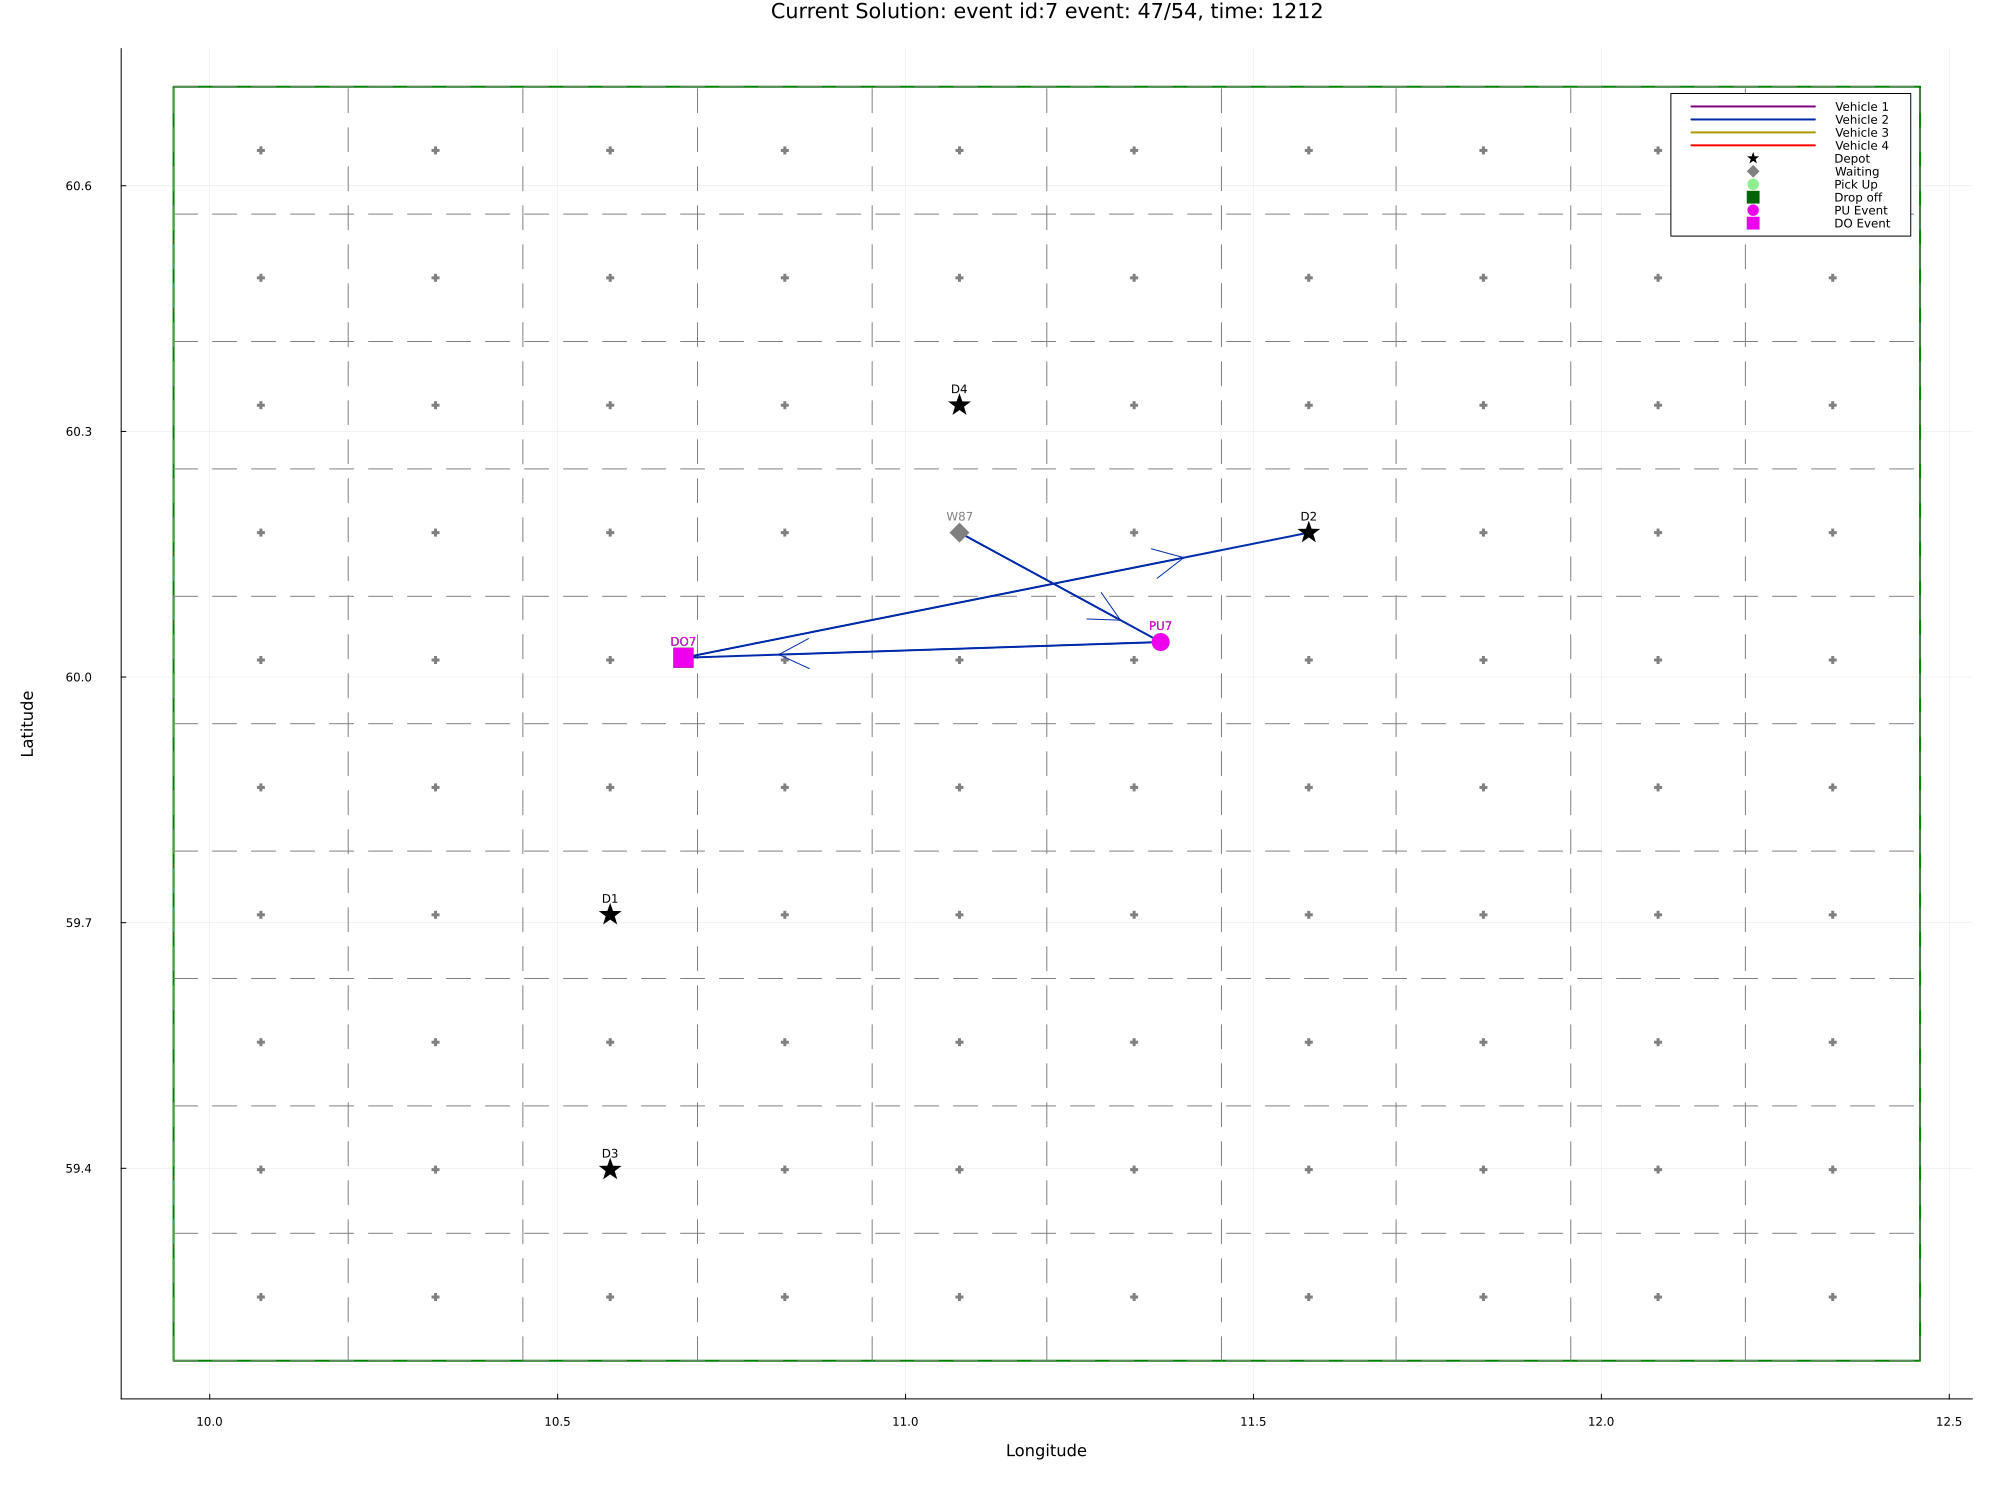 Current Solution: event id:7 event: 47/54, time: 1212
Vehicle 1
Vehicle 2
Vehicle 3
Vehicle 4
Depot
Waiting
Pick Up
Drop off
PU Event
DO Event
60.6
60.3
60.0
59.7
59.4
Latitude
D4
W87
D2
PU7
DO7
D1
D3
10.0
10.5
11.0
11.5
12.0
12.5
Longitude